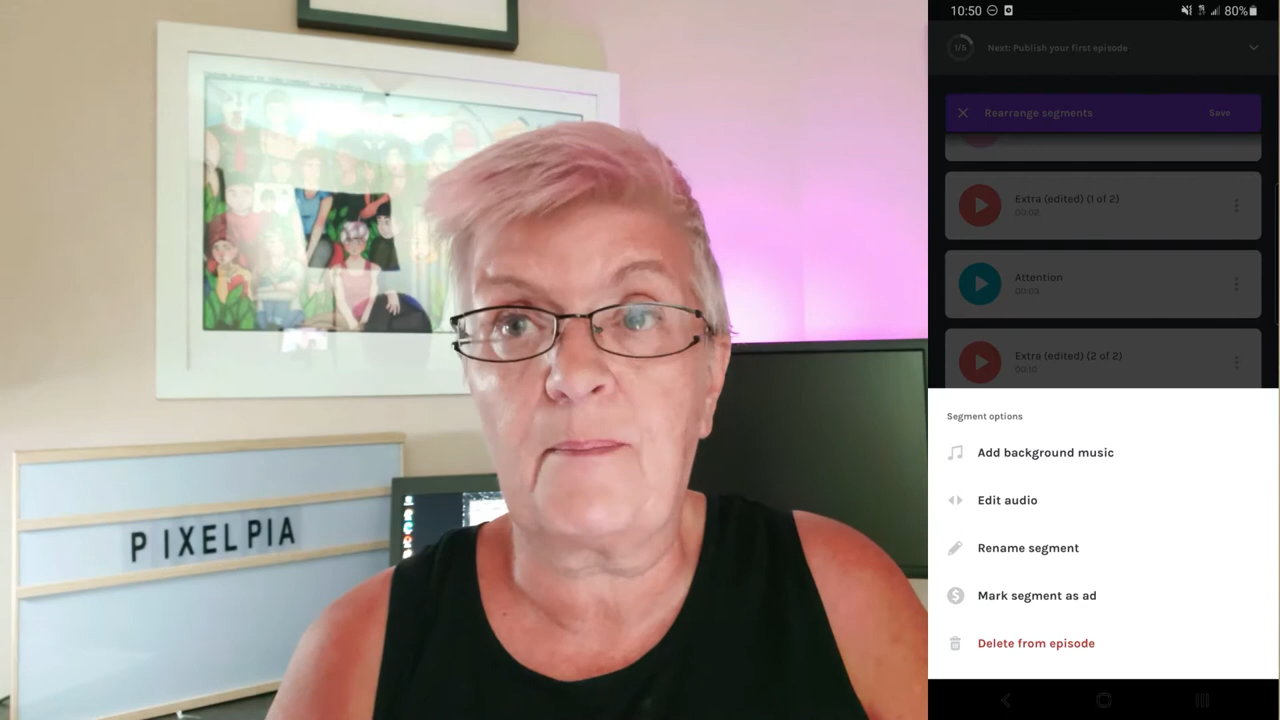 PIXELPIA
10:50
80%
1/5
Next: Publish your first episode
Rearrange segments
Save
Extra (edited) (1 of 2)
00:02
Attention
00:03
Extra (edited) (2 of 2)
00:10
Segment options
Add background music
Edit audio
Rename segment
Mark segment as ad
Delete from episode